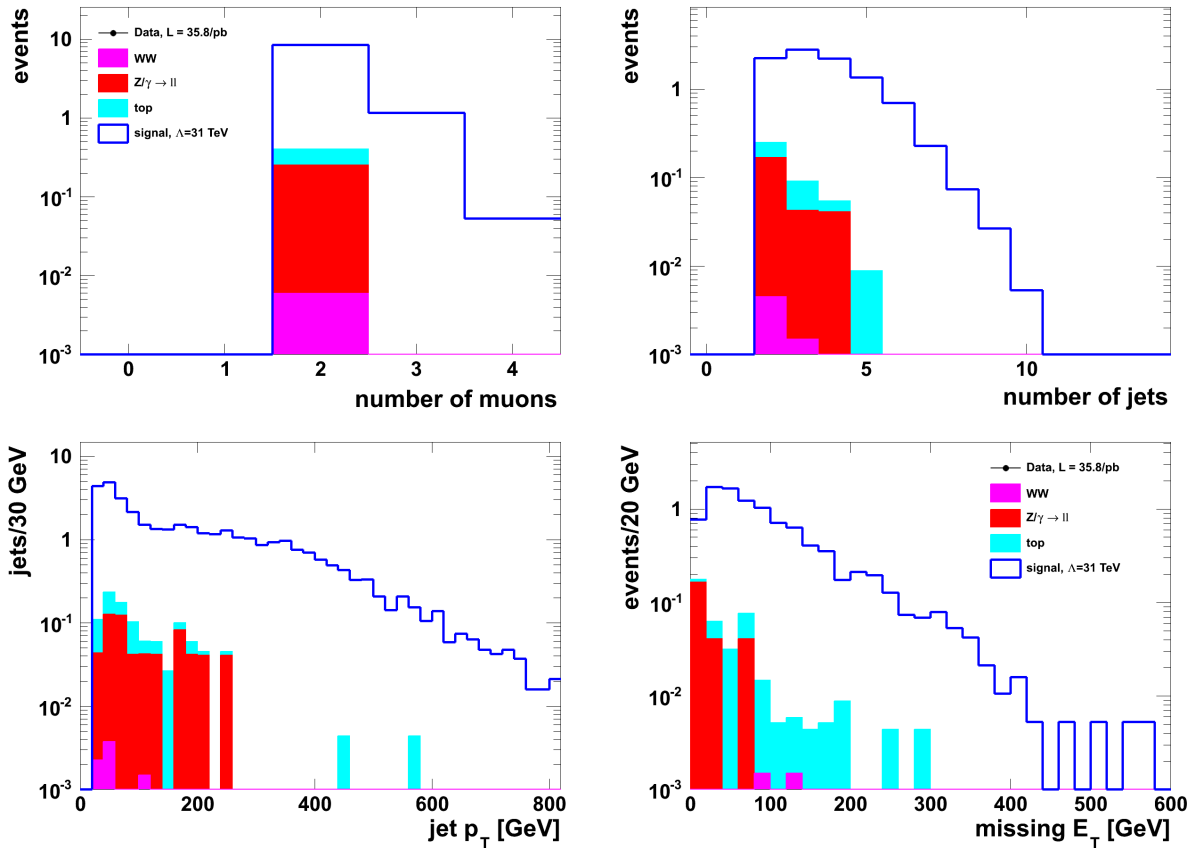 events
10
1
10-1
10-2
10-3
Data, L = 35.8/pb
WW
Z/γ → ll
top
signal, Λ=31 TeV
0 1 2 3 4
number of muons
events
1
10-1
10-2
10-3
0 5 10
number of jets
jets/30 GeV
10
1
10-1
10-2
10-3
0 200 400 600 800
jet pT [GeV]
events/20 GeV
1
10-1
10-2
10-3
Data, L = 35.8/pb
WW
Z/γ → ll
top
signal, Λ=31 TeV
0 100 200 300 400 500 600
missing ET [GeV]